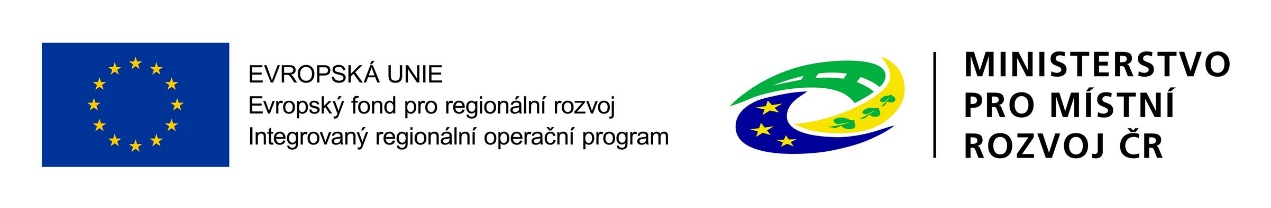 EVROPSKÁ UNIE
Evropský fond pro regionální rozvoj
Integrovaný regionální operační program
MINISTERSTVO
PRO MÍSTNÍ
ROZVOJ ČR